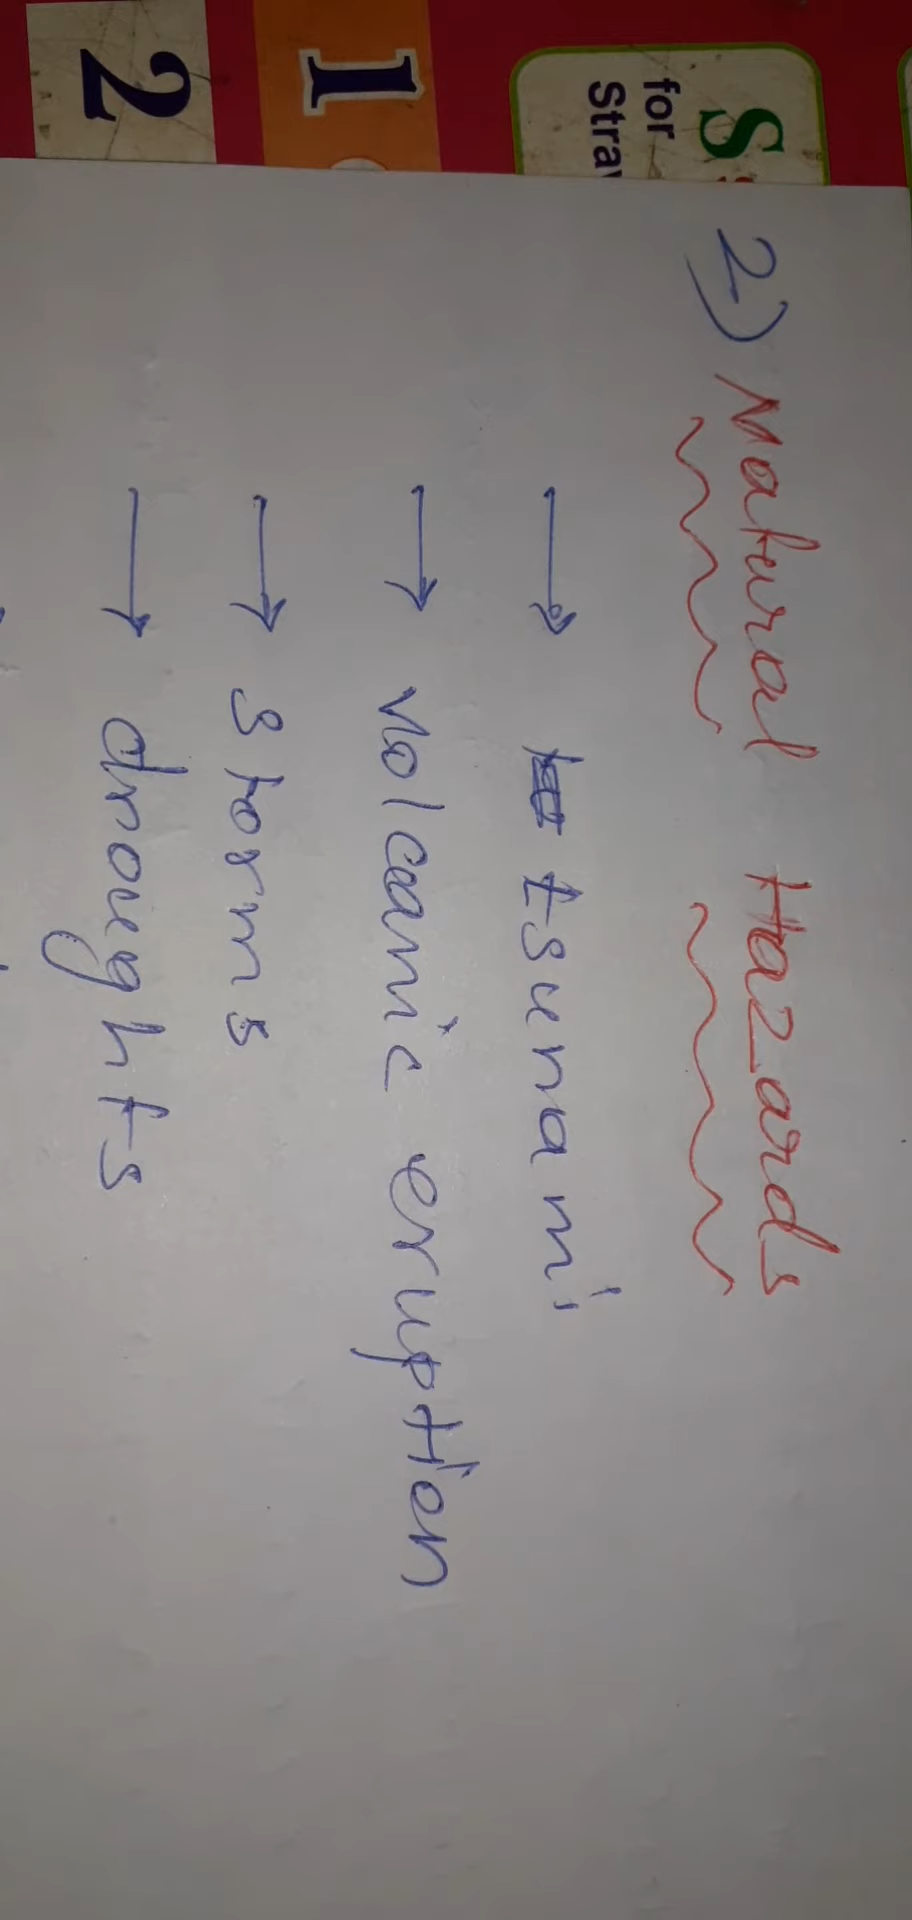 S
for
Stra
1
2
2) Natural Hazards
→ tsunami
→ volcanic eruption
→ storms
→ droughts